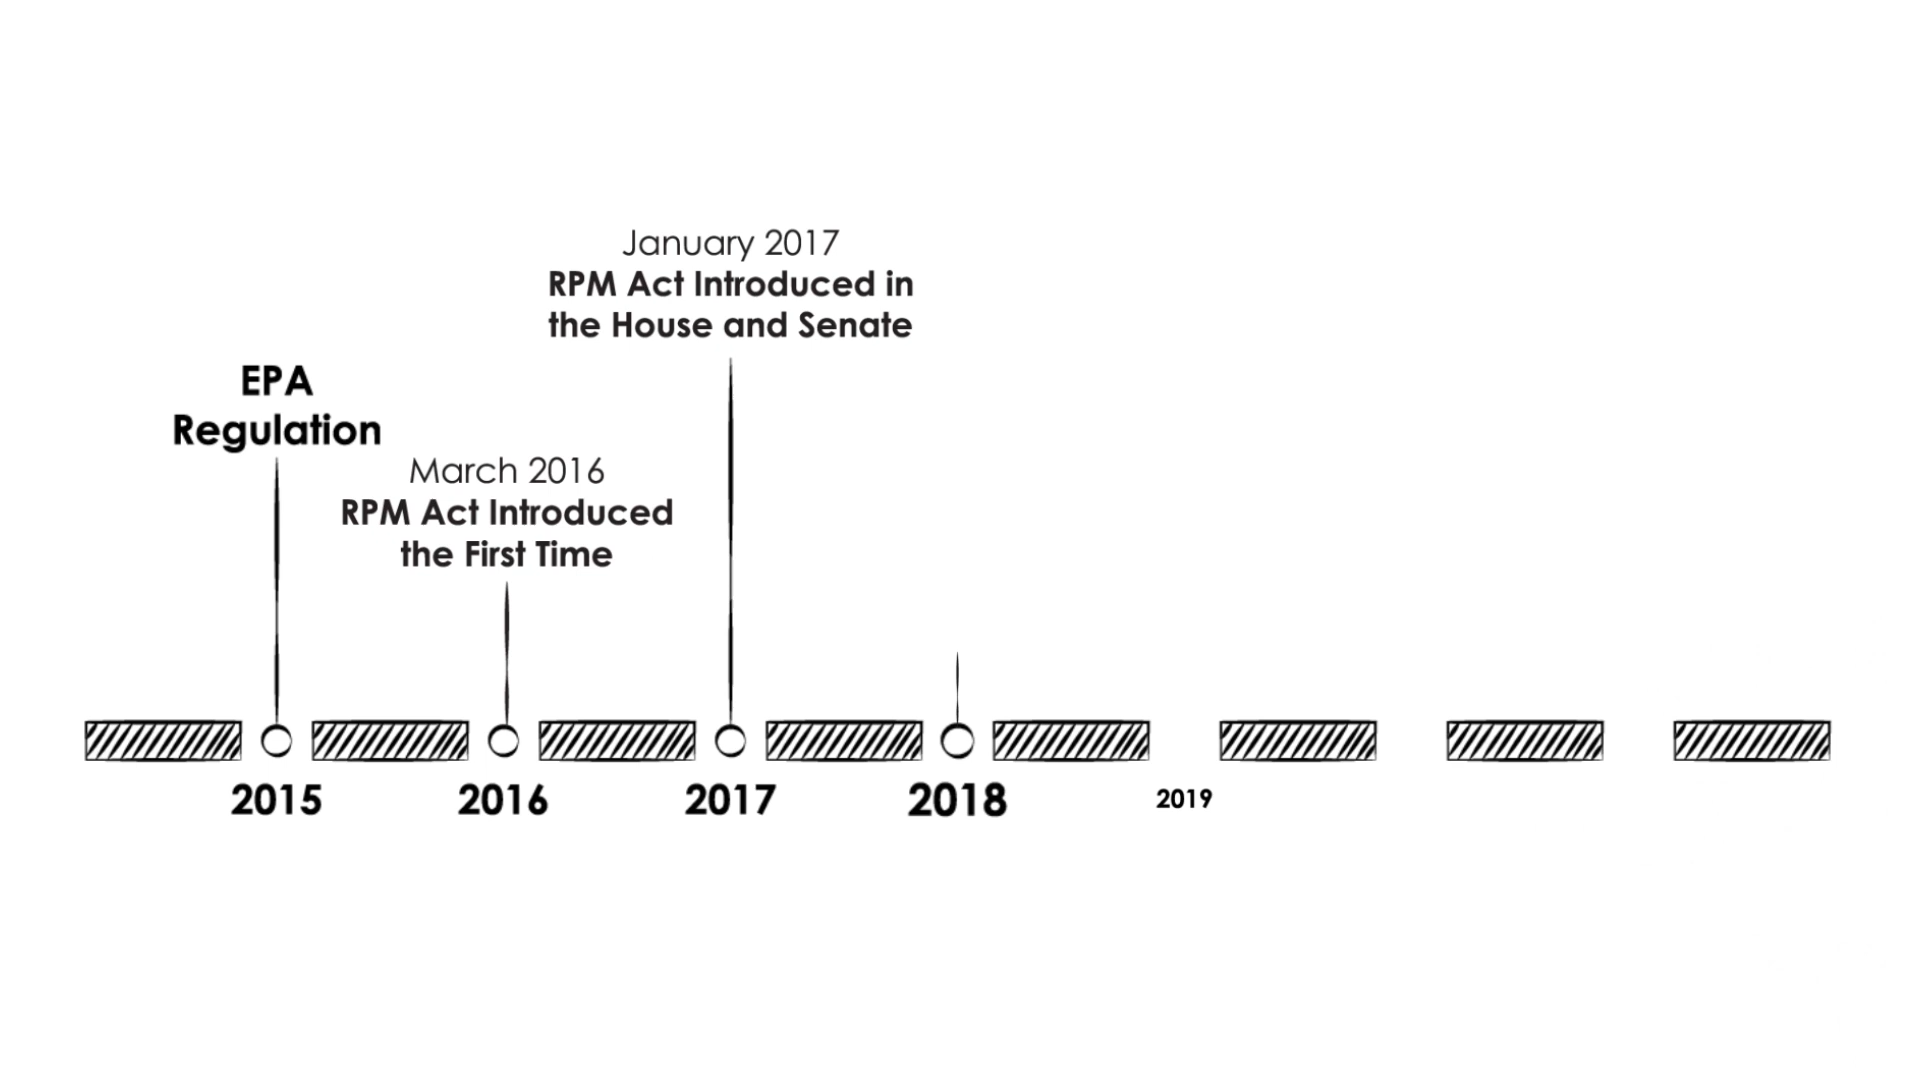 January 2017
RPM Act Introduced in
the House and Senate
EPA
Regulation
March 2016
RPM Act Introduced
the First Time
2015
2016
2017
2018
2019